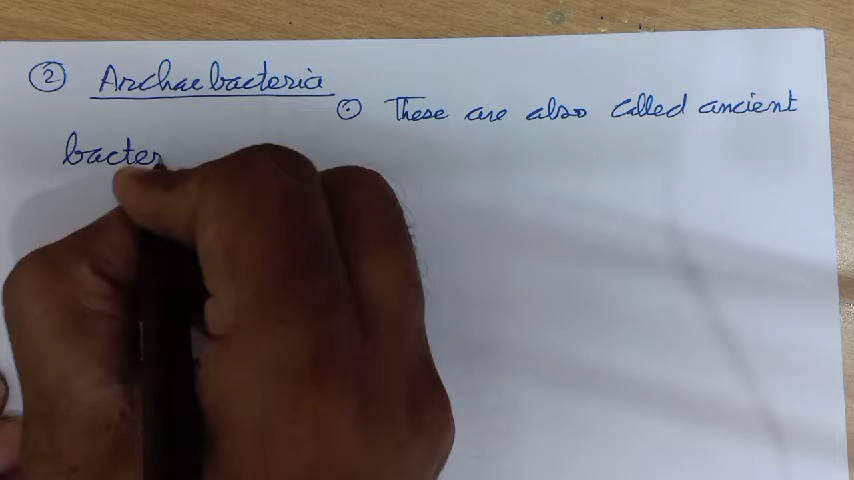 ② Archaebacteria
⊙ These are also called ancient
bacter